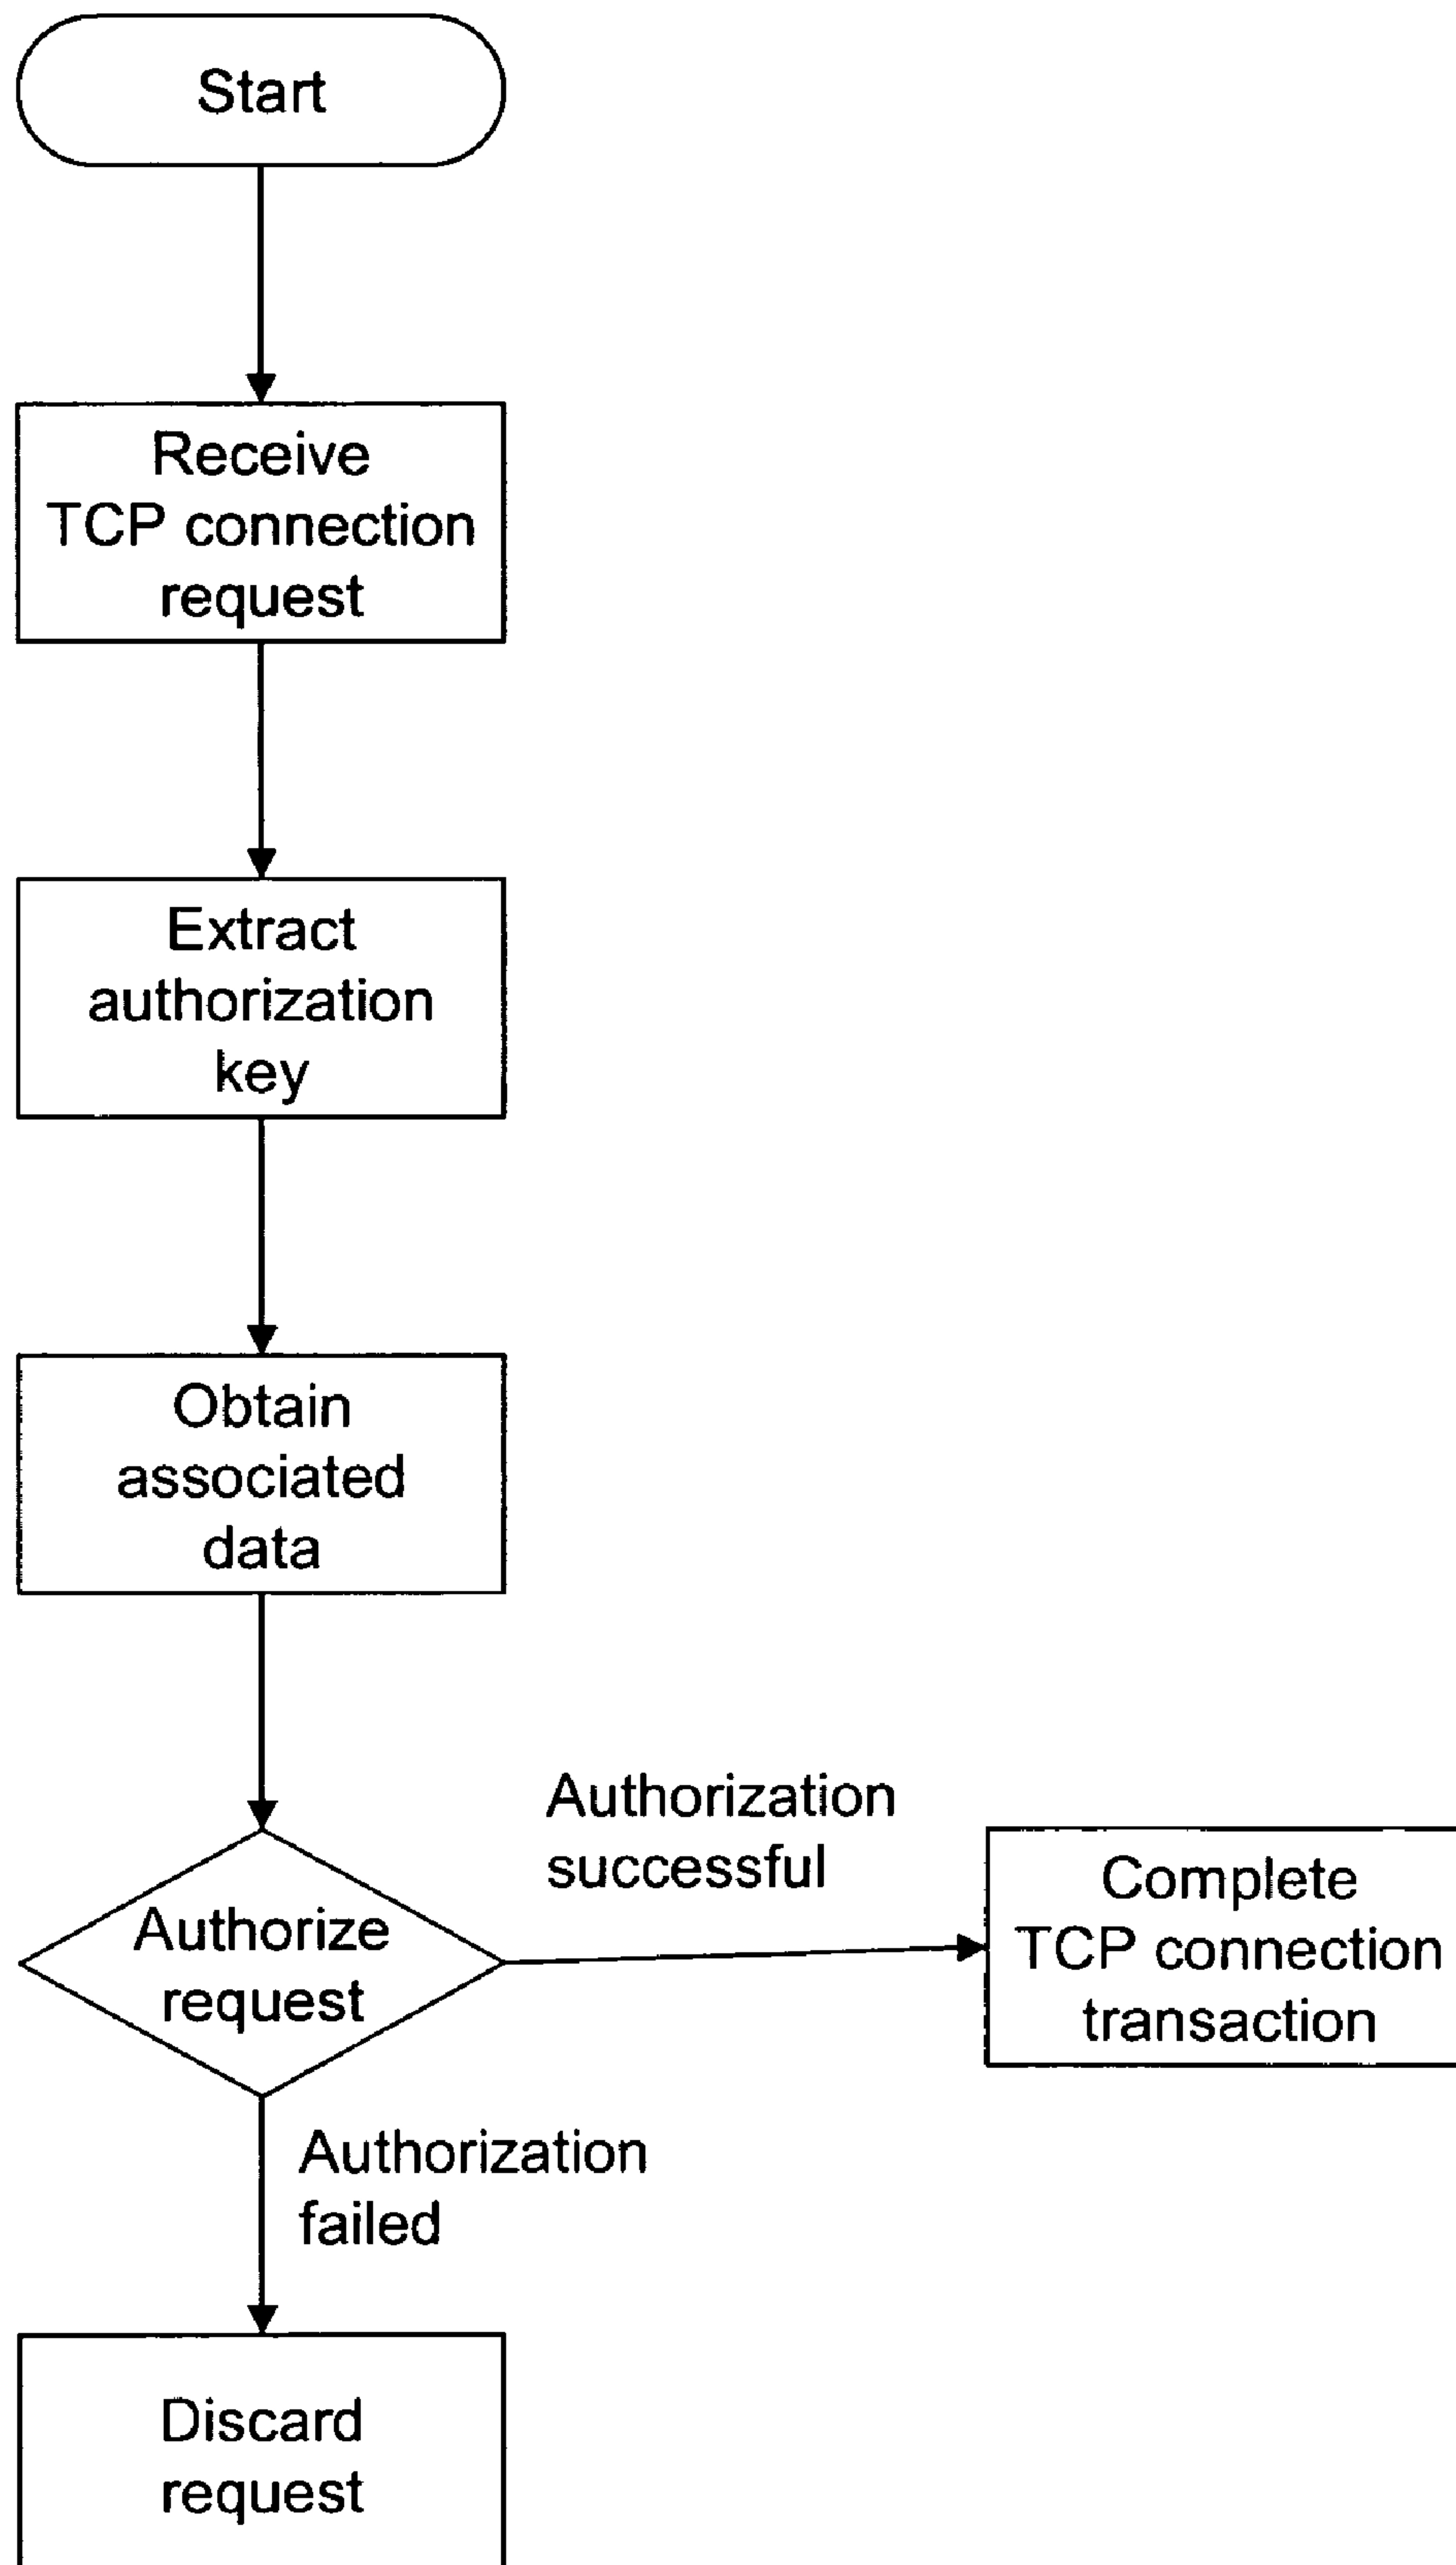 Start
Receive
TCP connection
request
Extract
authorization
key
Obtain
associated
data
Authorize
request
Authorization
successful
Complete
TCP connection
transaction
Authorization
failed
Discard
request